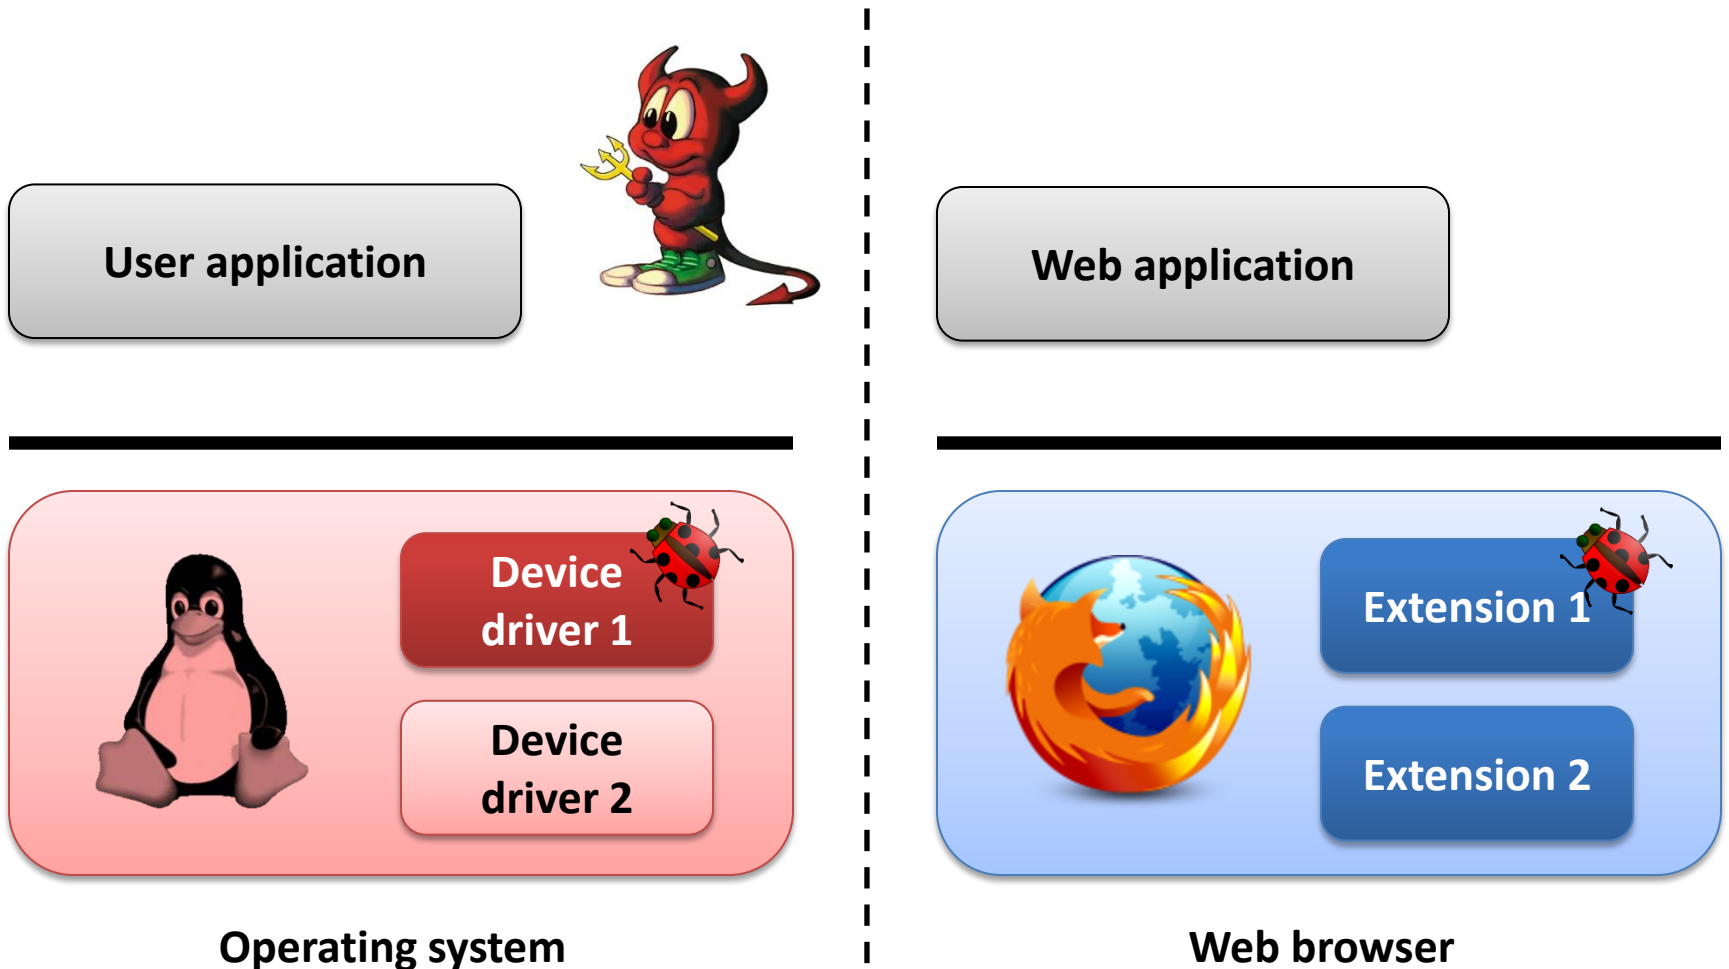 User application
Device
driver 1
Device
driver 2
Operating system
Web application
Extension 1
Extension 2
Web browser